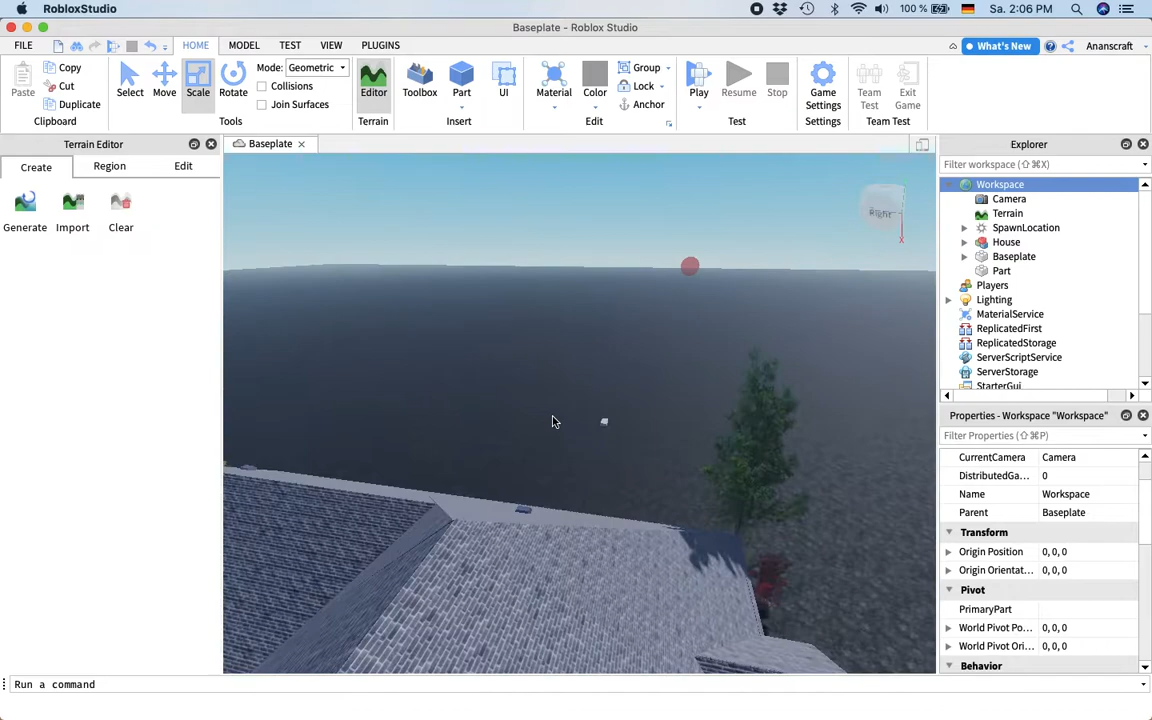 RobloxStudio
100 %
Sa. 2:06 PM
Baseplate - RobloxStudio
FILE
HOME
MODEL
TEST
VIEW
PLUGINS
What's New
Ananscraft
Paste
Copy
Cut
Duplicate
Clipboard
Select
Move
Scale
Rotate
Mode: Geometric
Collisions
Join Surfaces
Tools
Editor
Terrain
Toolbox
Part
UI
Insert
Material
Color
Group
Lock
Anchor
Edit
Play
Resume
Stop
Test
Game
Settings
Settings
Team
Test
Exit
Game
Team Test
Terrain Editor
Create
Region
Edit
Generate
Import
Clear
Baseplate
Right
X
Explorer
Filter workspace (⇧⌘X)
Workspace
Camera
Terrain
SpawnLocation
House
Baseplate
Part
Players
Lighting
MaterialService
ReplicatedFirst
ReplicatedStorage
ServerScriptService
ServerStorage
StarterGui
Properties - Workspace "Workspace"
Filter Properties (⇧⌘P)
CurrentCamera Camera
DistributedGa... 0
Name Workspace
Parent Baseplate
Transform
Origin Position 0, 0, 0
Origin Orientat... 0, 0, 0
Pivot
PrimaryPart
World Pivot Po... 0, 0, 0
World Pivot Ori... 0, 0, 0
Behavior
Run a command